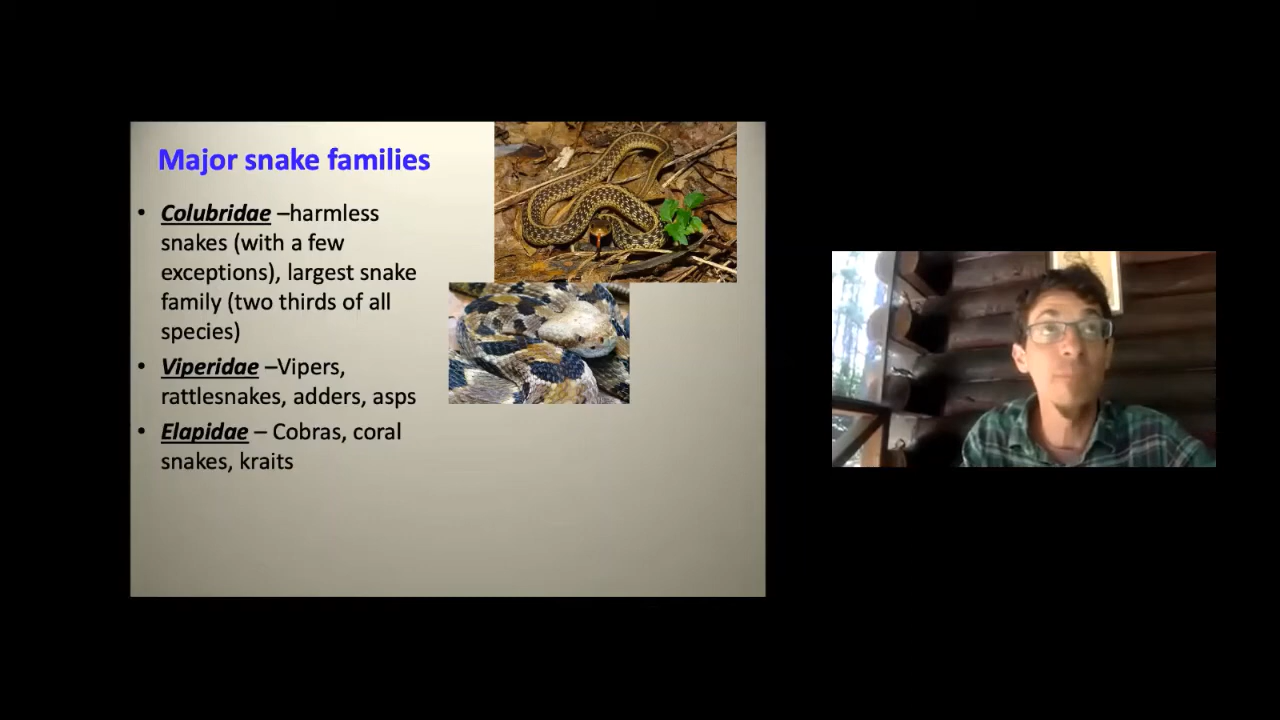 Major snake families
• Colubridae –harmless
snakes (with a few
exceptions), largest snake
family (two thirds of all
species)
• Viperidae –Vipers,
rattlesnakes, adders, asps
• Elapidae – Cobras, coral
snakes, kraits